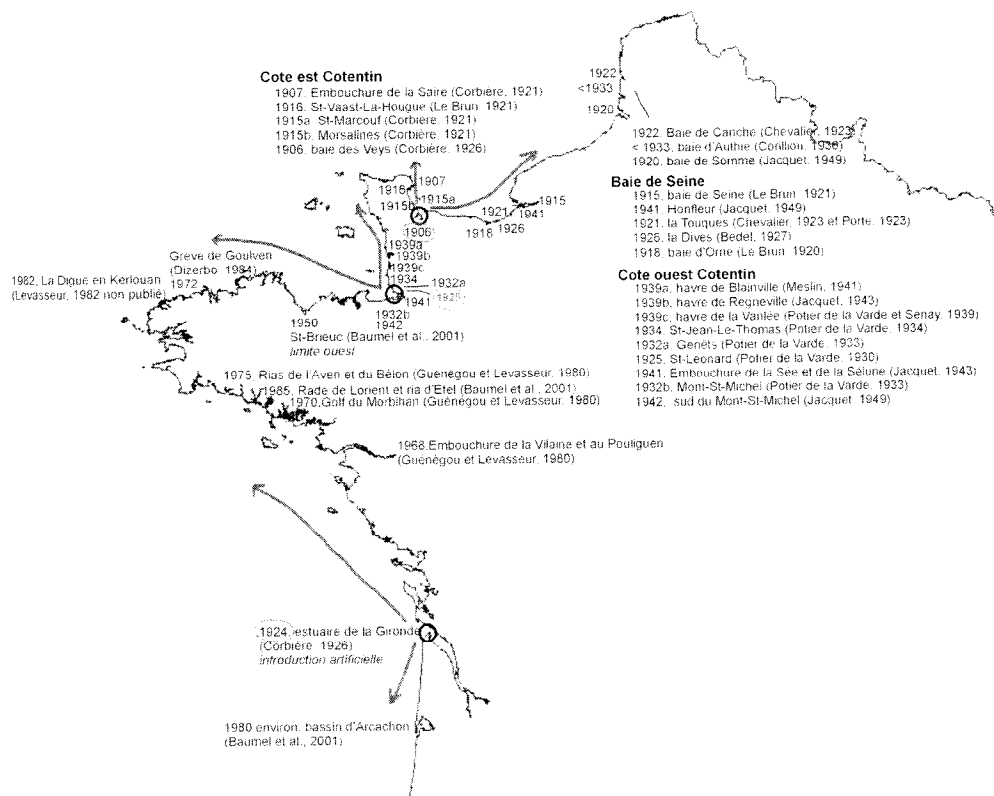 Cote est Cotentin
1907. Embouchure de la Saire (Corbière, 1921)
1916. St-Vaast-La-Hougue (Le Brun, 1921)
1915a. St-Marcouf (Corbière, 1921)
1915b. Morsalines (Corbière, 1921)
1906. baie des Veys (Corbière, 1926)
1922
<1933
1920
1922. Baie de Canche (Chevalier, 1923)
< 1933, baie d'Authie (Corillion, 1936)
1920, baie de Somme (Jacquet, 1949)
Baie de Seine
1915, baie de Seine (Le Brun, 1921)
1941. Honfleur (Jacquet, 1949)
1921. la Touques (Chevalier, 1923 et Porte, 1923)
1926. la Dives (Bedel, 1927)
1918, baie d'Orne (Le Brun, 1920)
1907
1916
1915a
1915b
1906
1915
1921
1941
1926
1918
Cote ouest Cotentin
1939a, havre de Blainville (Meslin, 1941)
1939b, havre de Regneville (Jacquet, 1943)
1939c, havre de la Vanlée (Potier de la Varde et Senay, 1939)
1934. St-Jean-Le-Thomas (Potier de la Varde, 1934)
1932a, Genêts (Potier de la Varde, 1933)
1925. St-Leonard (Potier de la Varde, 1930)
1941. Embouchure de la Sée et de la Sélune (Jacquet, 1943)
1932b, Mont-St-Michel (Potier de la Varde, 1933)
1942, sud du Mont-St-Michel (Jacquet, 1949)
1939a
1939b
1939c
1934
1932a
1941
1925
1932b
1942
Greve de Goulven
(Dizerbo, 1984)
1972
1982, La Digue en Kerlouan
(Levasseur, 1982 non publié)
1950
St-Brieuc (Baumel et al., 2001)
limite ouest
1975, Rias de l'Aven et du Bélon (Guénégou et Levasseur, 1980)
1985, Rade de Lorient et ria d'Etel (Baumel et al., 2001)
1970,Golf du Morbihan (Guénégou et Levasseur, 1980)
1968,Embouchure de la Vilaine et au Pouliguen
(Guénégou et Levasseur, 1980)
1924, estuaire de la Gironde
(Corbière, 1926)
introduction artificielle
1980 environ, bassin d'Arcachon
(Baumel et al., 2001)